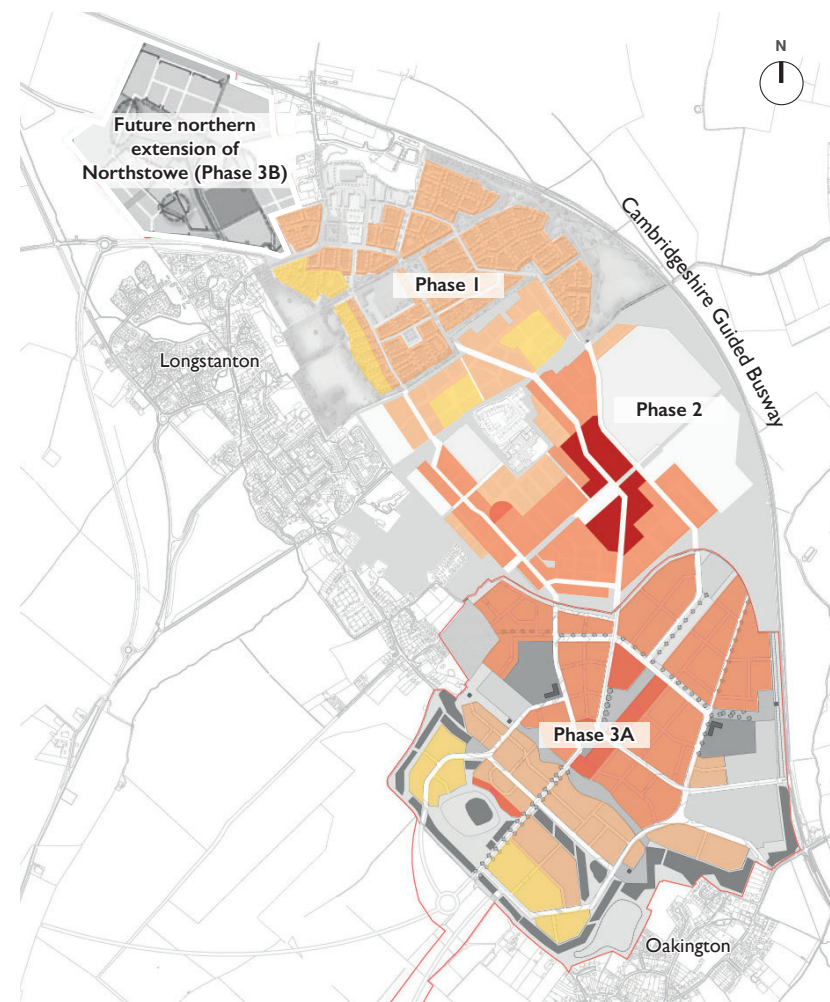 N
Future northern
extension of
Northstowe (Phase 3B)
Cambridgeshire Guided Busway
Phase 1
Longstanton
Phase 2
Phase 3A
Oakington